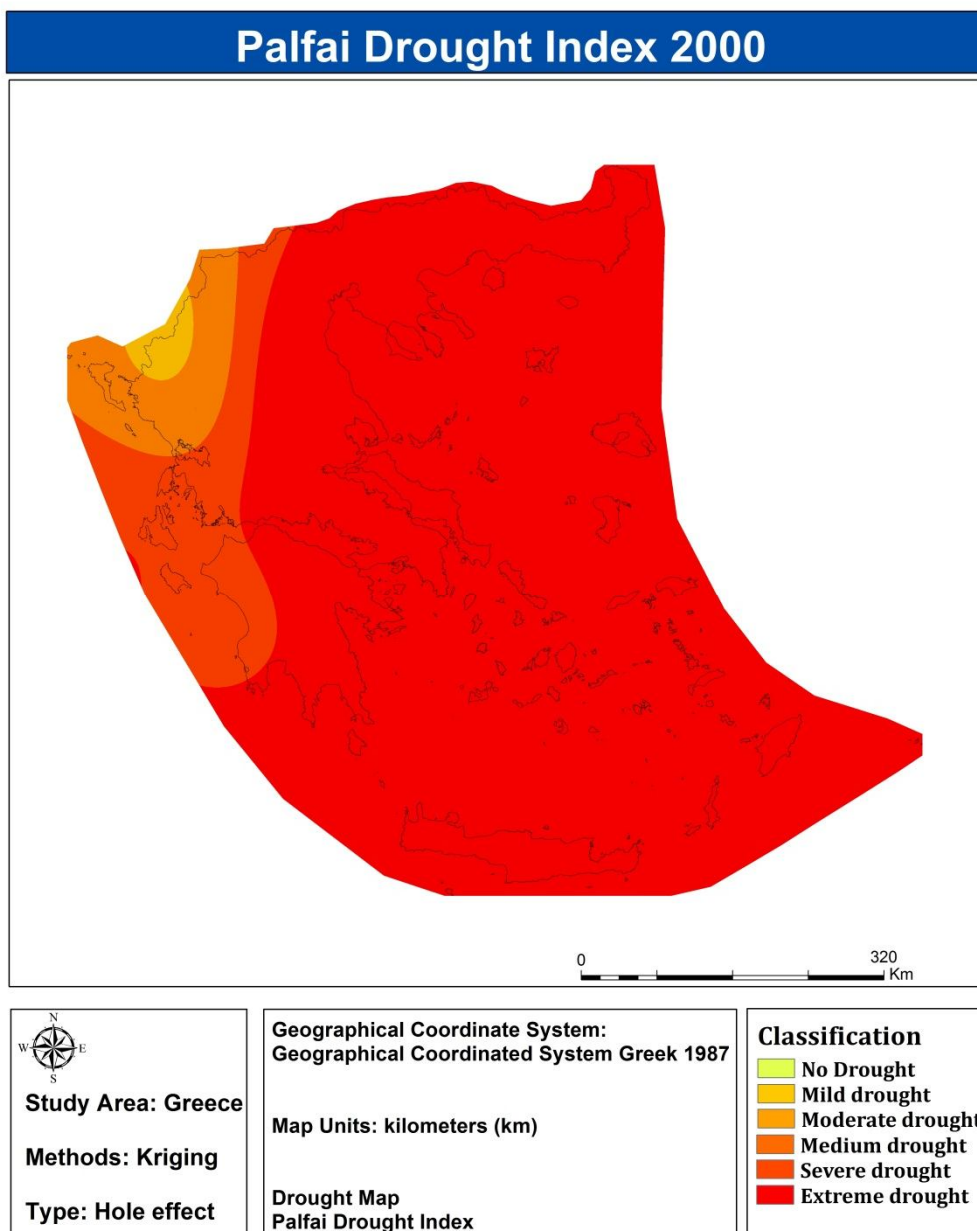 Palfai Drought Index 2000
0 320
Km
N
W E
S
Study Area: Greece
Methods: Kriging
Type: Hole effect
Geographical Coordinate System:
Geographical Coordinated System Greek 1987
Map Units: kilometers (km)
Drought Map
Palfai Drought Index
Classification
No Drought
Mild drought
Moderate drought
Medium drought
Severe drought
Extreme drought